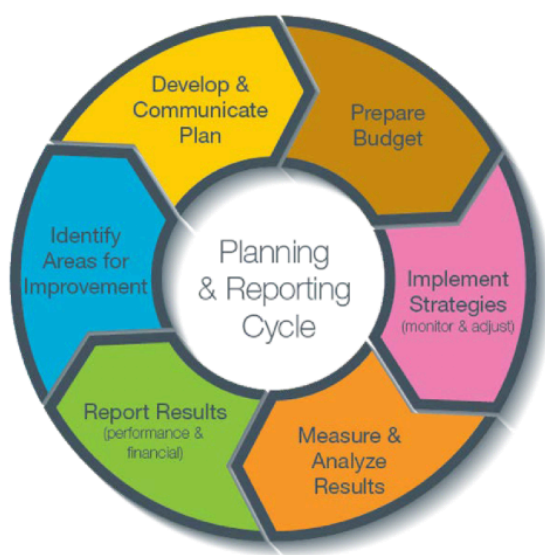 Develop &
Communicate
Plan
Prepare
Budget
Implement
Strategies
(monitor & adjust)
Measure &
Analyze
Results
Report Results
(performance &
financial)
Identify
Areas for
Improvement
Planning
& Reporting
Cycle